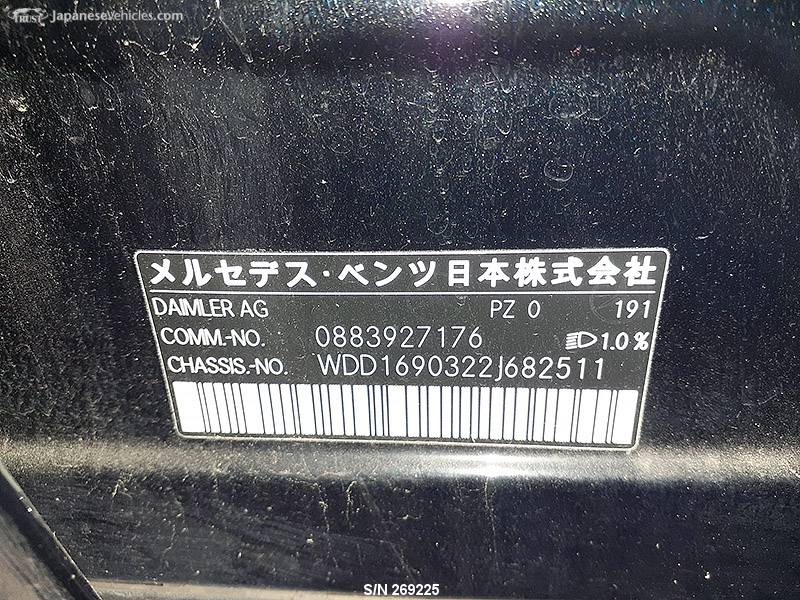 TRUST JapaneseVehicles.com
メルセデス・ベンツ日本株式会社
DAIMLER AG PZ 0 191
COMM.-NO. 0883927176 1.0%
CHASSIS.-NO. WDD1690322J682511
S/N 269225